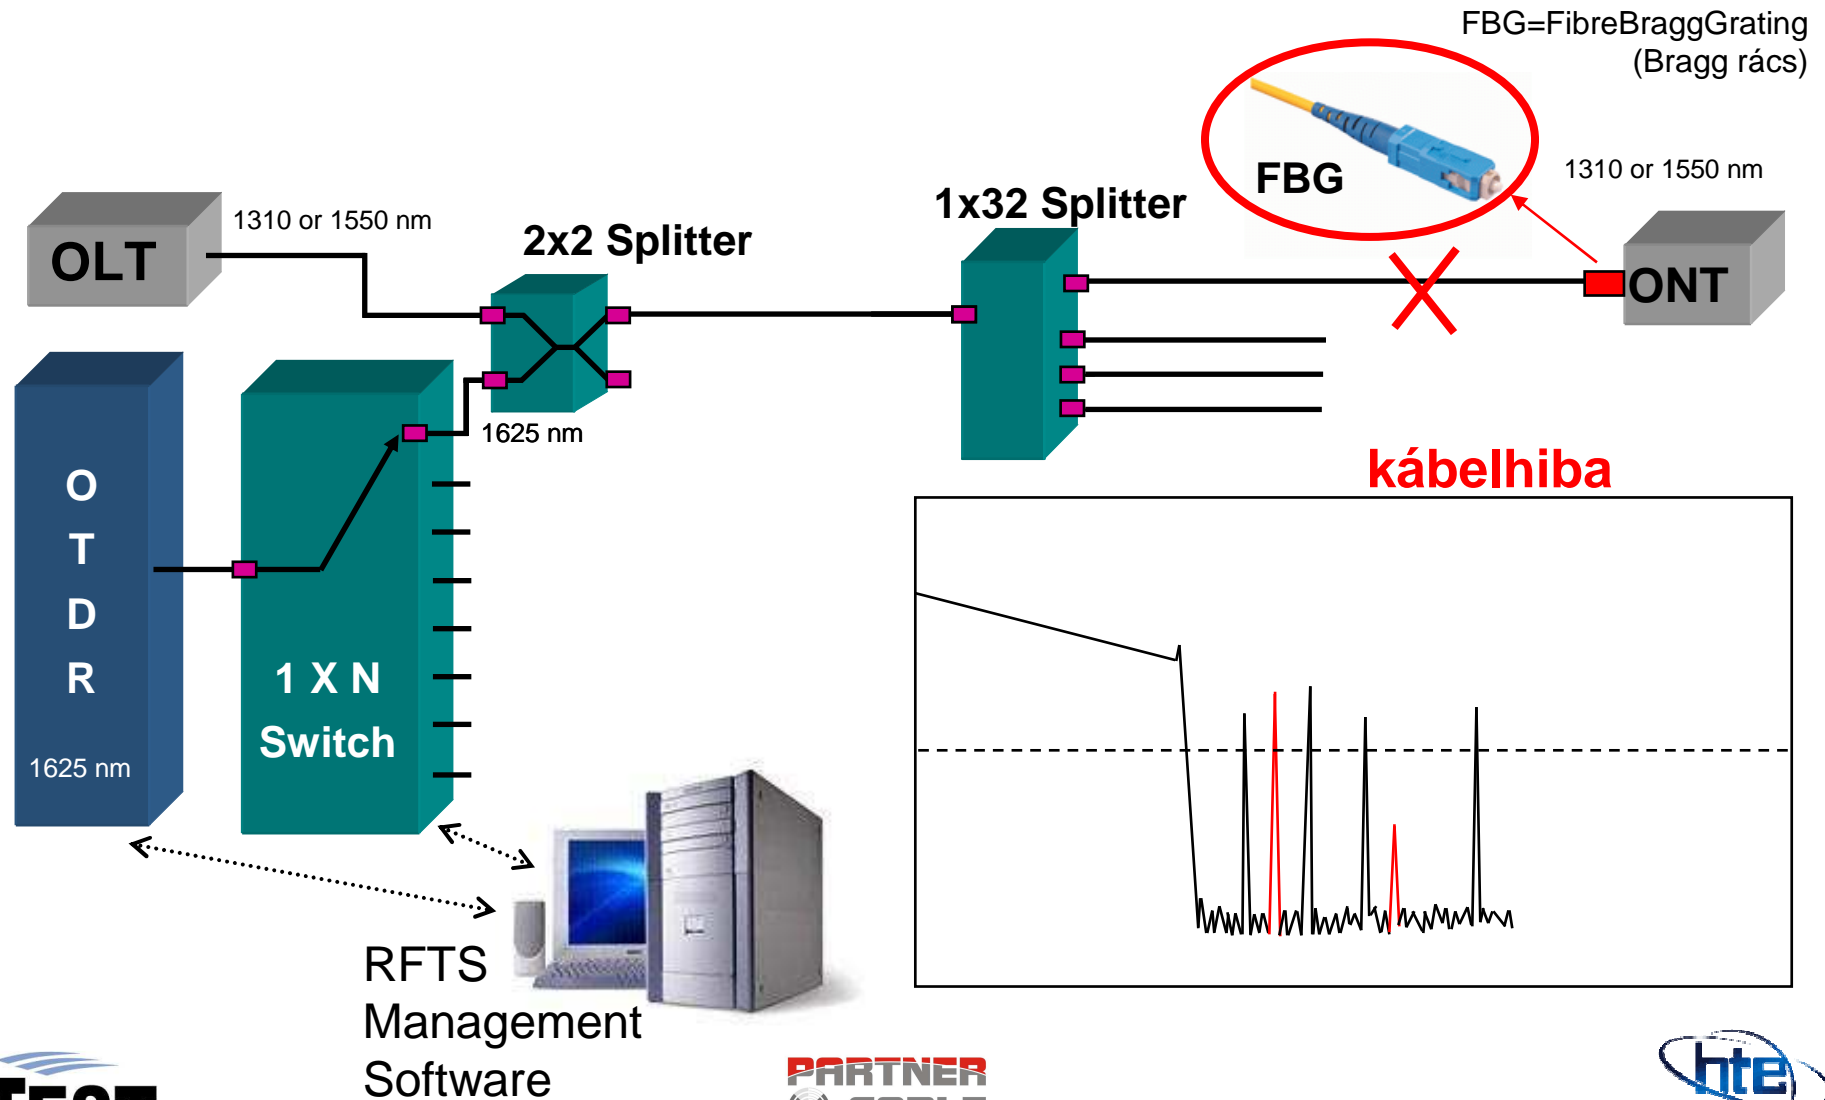 FBG=FibreBraggGrating
(Bragg rács)
FBG
1310 or 1550 nm
1x32 Splitter
1310 or 1550 nm
2x2 Splitter
OLT
ONT
1625 nm
kábelhiba
O
T
D
R
1625 nm
1 X N
Switch
RFTS
Management
Software
PARTNER
hte